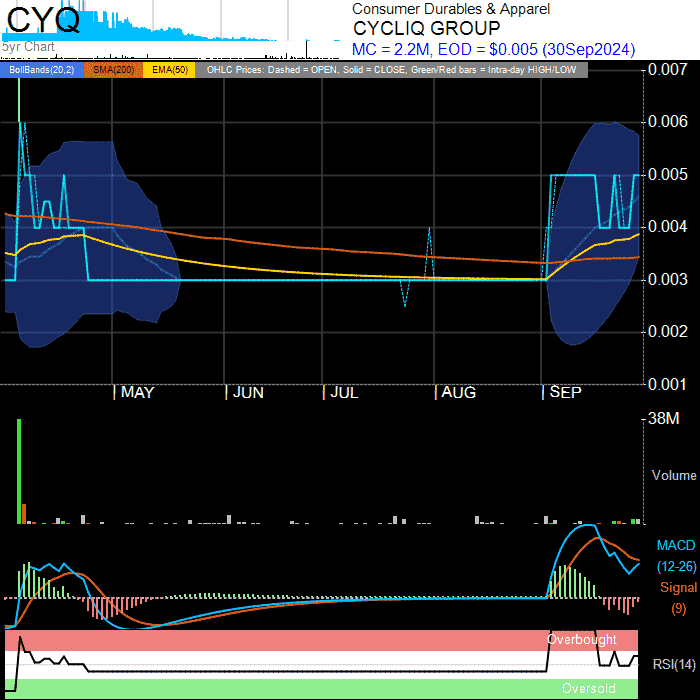 CYQ
5yr Chart
Consumer Durables & Apparel
CYCLIQ GROUP
MC = 2.2M, EOD = $0.005 (30Sep2024)
BollBands(20,2) SMA(200) EMA(50) OHLC Prices: Dashed = OPEN, Solid = CLOSE, Green/Red bars = Intra-day HIGH/LOW
0.007
0.006
0.005
0.004
0.003
0.002
0.001
MAY JUN JUL AUG SEP
38M
Volume
MACD
(12-26)
Signal
(9)
Overbought
RSI(14)
Oversold